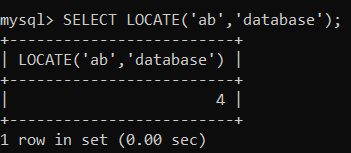 mysql> SELECT LOCATE('ab','database');
+-------------------------+
| LOCATE('ab','database') |
+-------------------------+
|                       4 |
+-------------------------+
1 row in set (0.00 sec)